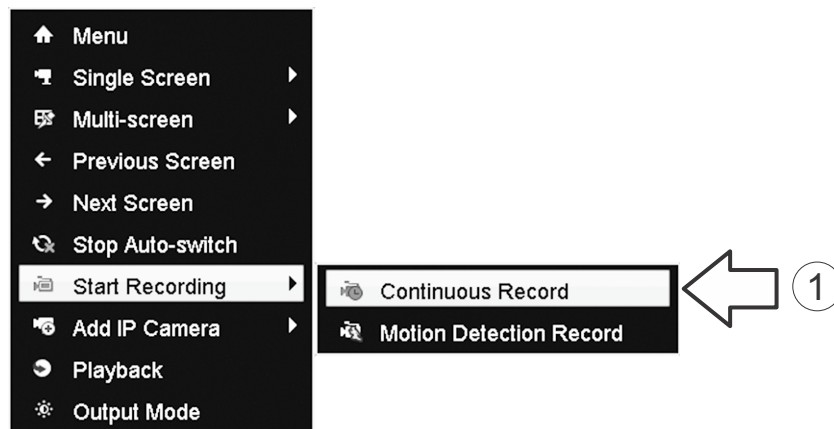 Menu
Single Screen
Multi-screen
Previous Screen
Next Screen
Stop Auto-switch
Start Recording
Continuous Record
1
Add IP Camera
Motion Detection Record
Playback
Output Mode